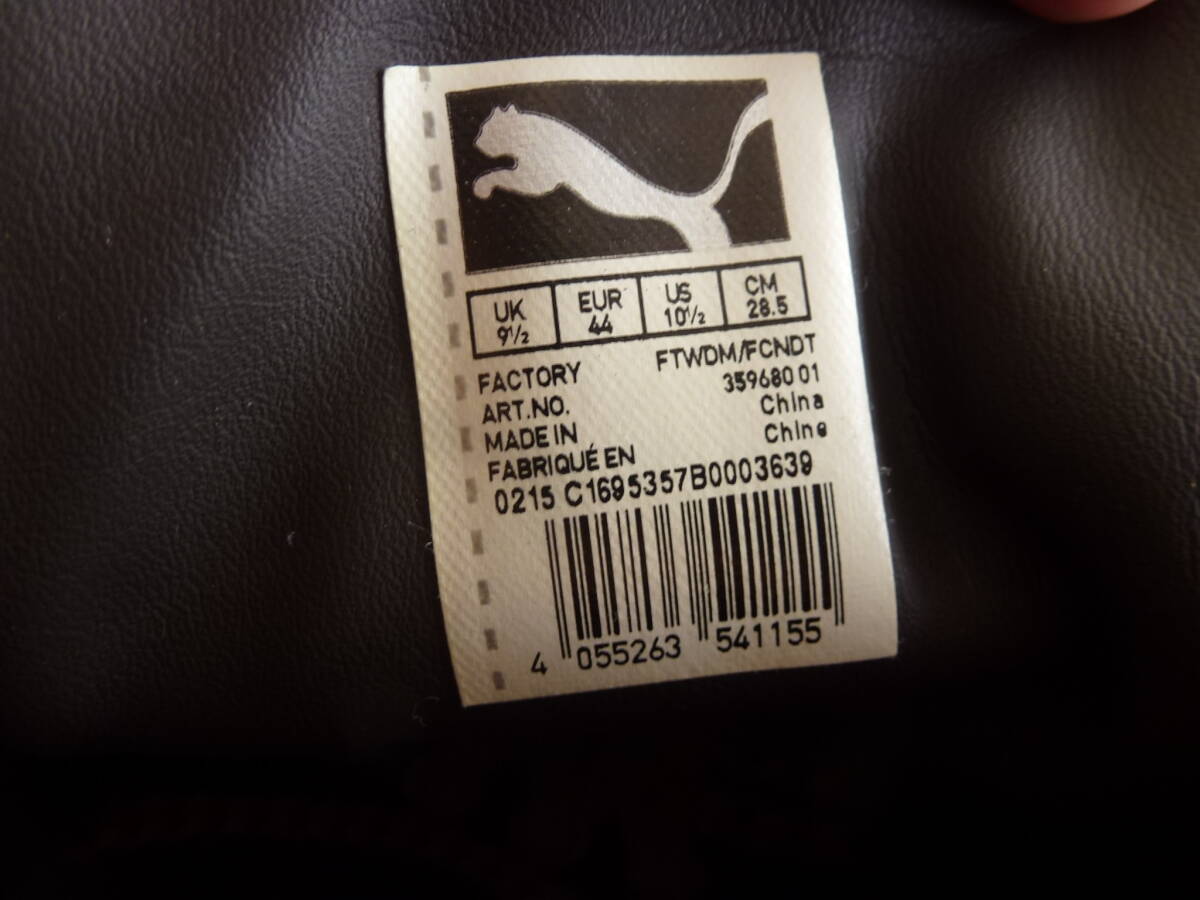 UK EUR US CM
9½ 44 10½ 28.5
FACTORY FTWDM/FCNDT
ART.NO. 359680 01
MADE IN China
FABRIQUÉ EN Chine
0215 C1695357B0003639
4 055263 541155